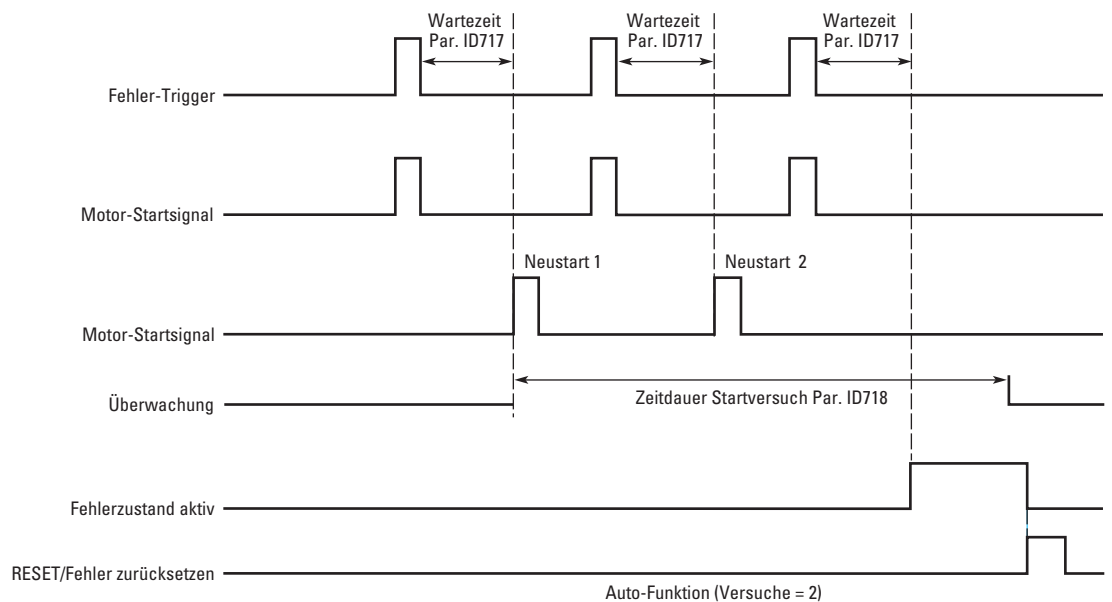 Wartezeit
Par. ID717
Wartezeit
Par. ID717
Wartezeit
Par. ID717
Fehler-Trigger
Motor-Startsignal
Neustart 1
Neustart 2
Motor-Startsignal
Zeitdauer Startversuch Par. ID718
Überwachung
Fehlerzustand aktiv
RESET/Fehler zurücksetzen
Auto-Funktion (Versuche = 2)